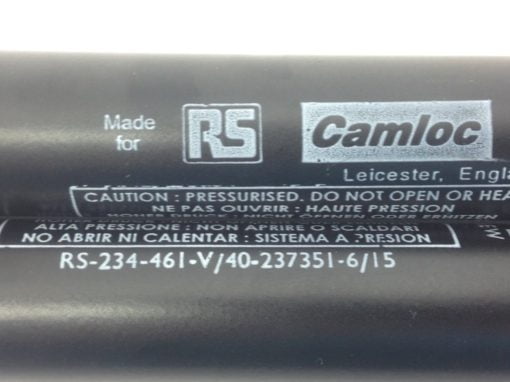 Made
for
RS
Camloc
Leicester, Engla
CAUTION : PRESSURISED. DO NOT OPEN OR HEA
NE PAS OUVRIR : HAUTE PRESSION
ALTA PRESSIONE : NON APRIRE O SCALDARI
NO ABRIR NI CALENTAR : SISTEMA A PRESION
RS-234-461-V/40-237351-6/15